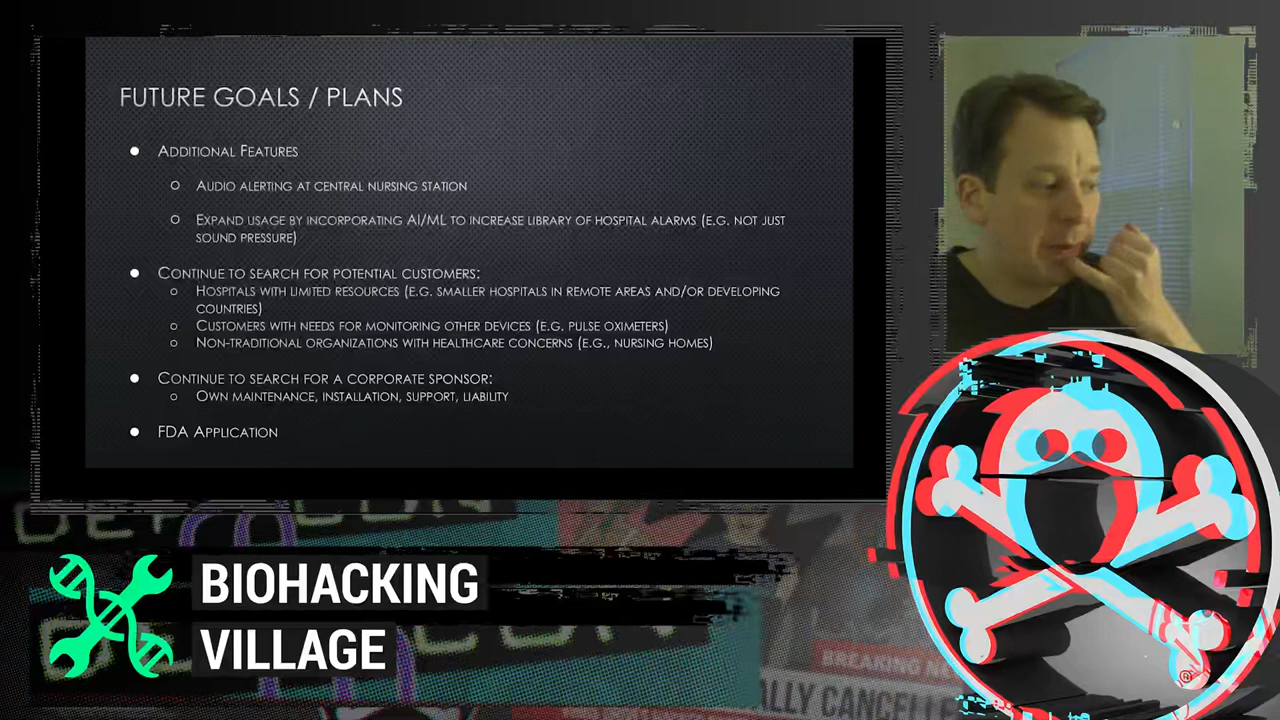 FUTURE GOALS / PLANS
ADDITIONAL FEATURES
AUDIO ALERTING AT CENTRAL NURSING STATION
EXPAND USAGE BY INCORPORATING AI/ML TO INCREASE LIBRARY OF HOSPITAL ALARMS (E.G. NOT JUST
SOUND PRESSURE)
CONTINUE TO SEARCH FOR POTENTIAL CUSTOMERS:
HOSPITALS WITH LIMITED RESOURCES (E.G. SMALLER HOSPITALS IN REMOTE AREAS AND/OR DEVELOPING
COUNTIES)
CUSTOMERS WITH NEEDS FOR MONITORING OTHER DEVICES (E.G. PULSE OXIMETERS)
NON-TRADITIONAL ORGANIZATIONS WITH HEALTHCARE CONCERNS (E.G., NURSING HOMES)
CONTINUE TO SEARCH FOR A CORPORATE
OWN MAINTENANCE, INSTALLATION, SUPPORT, LIABILITY
FDA APPLICATION
BIOHACKING
VILLAGE
BREAKING
ALLY CANCELLE
®